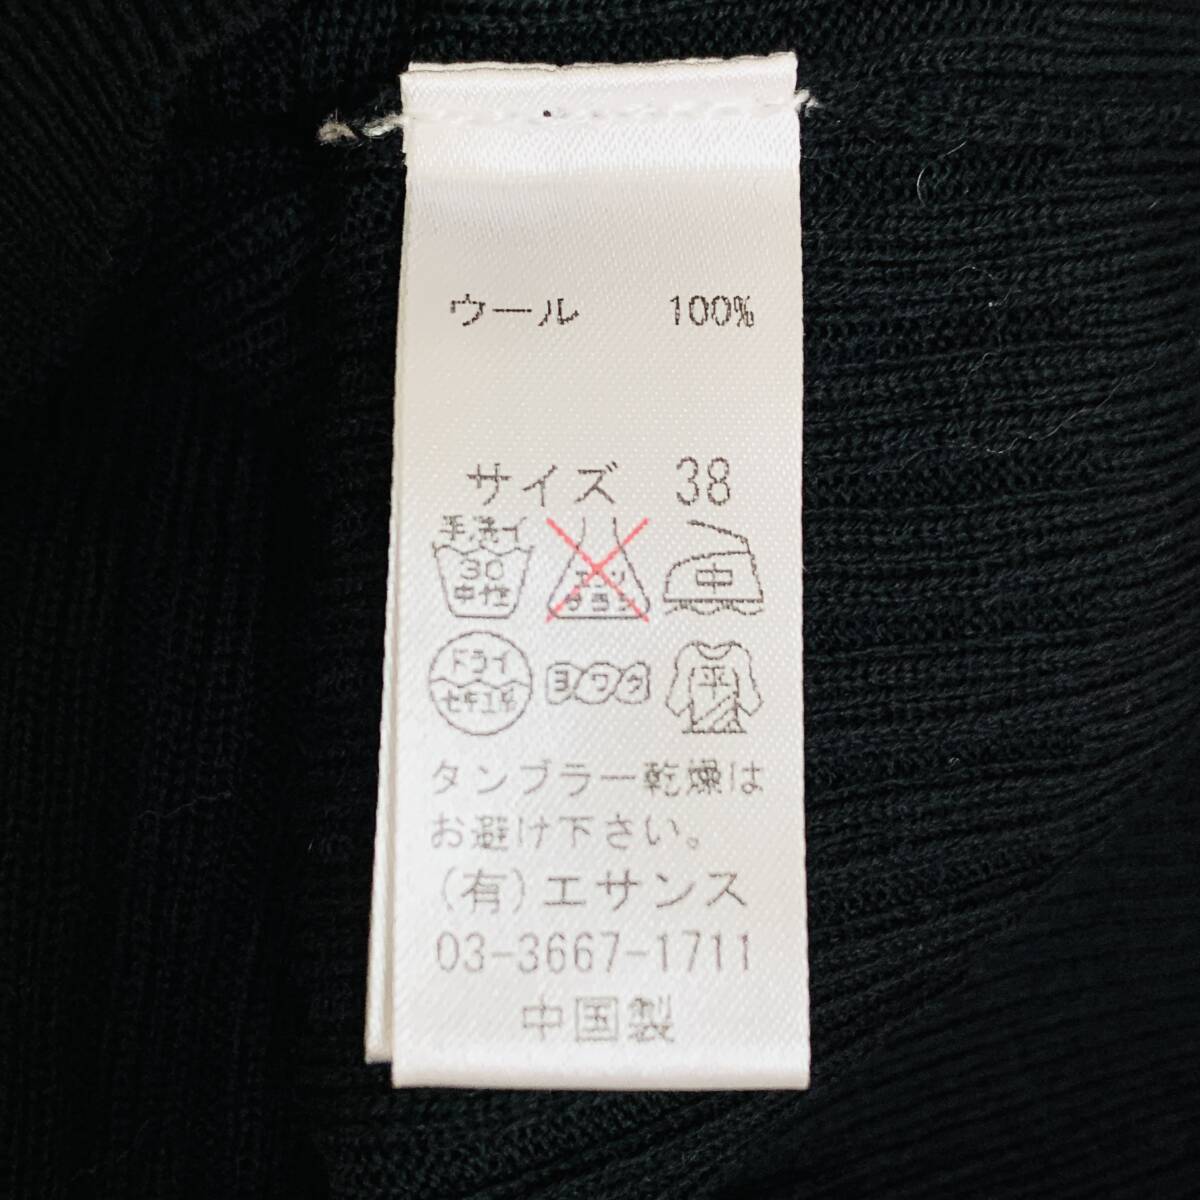 ウール 100%
サイズ 38
手洗イ
30
中性
エンソ
サラシ
中
ドライ
セキユ系
ヨワク
平
タンブラー乾燥は
お避け下さい。
(有)エサンス
03-3667-1711
中国製